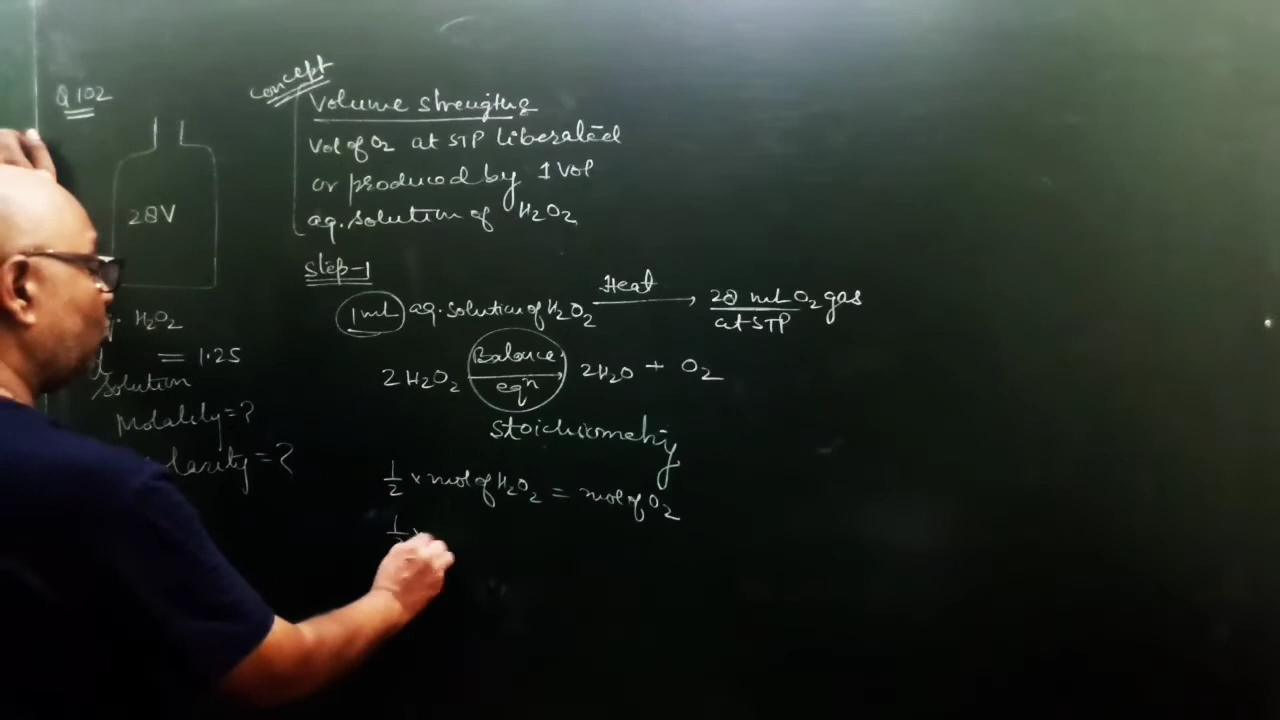 Q 102
28V
H2O2
= 1.25
Solution
Molality = ?
larity = ?
Concept
Volume strength
Vol of O2 at STP liberated
or produced by 1 Vol
aq. solution of H2O2
Step-1
1 mL aq. solution of H2O2 Heat 28 mL O2 gas
at STP
2H2O2 Balance eqn 2H2O + O2
Stoichiometry
1/2 × mol of H2O2 = mol of O2